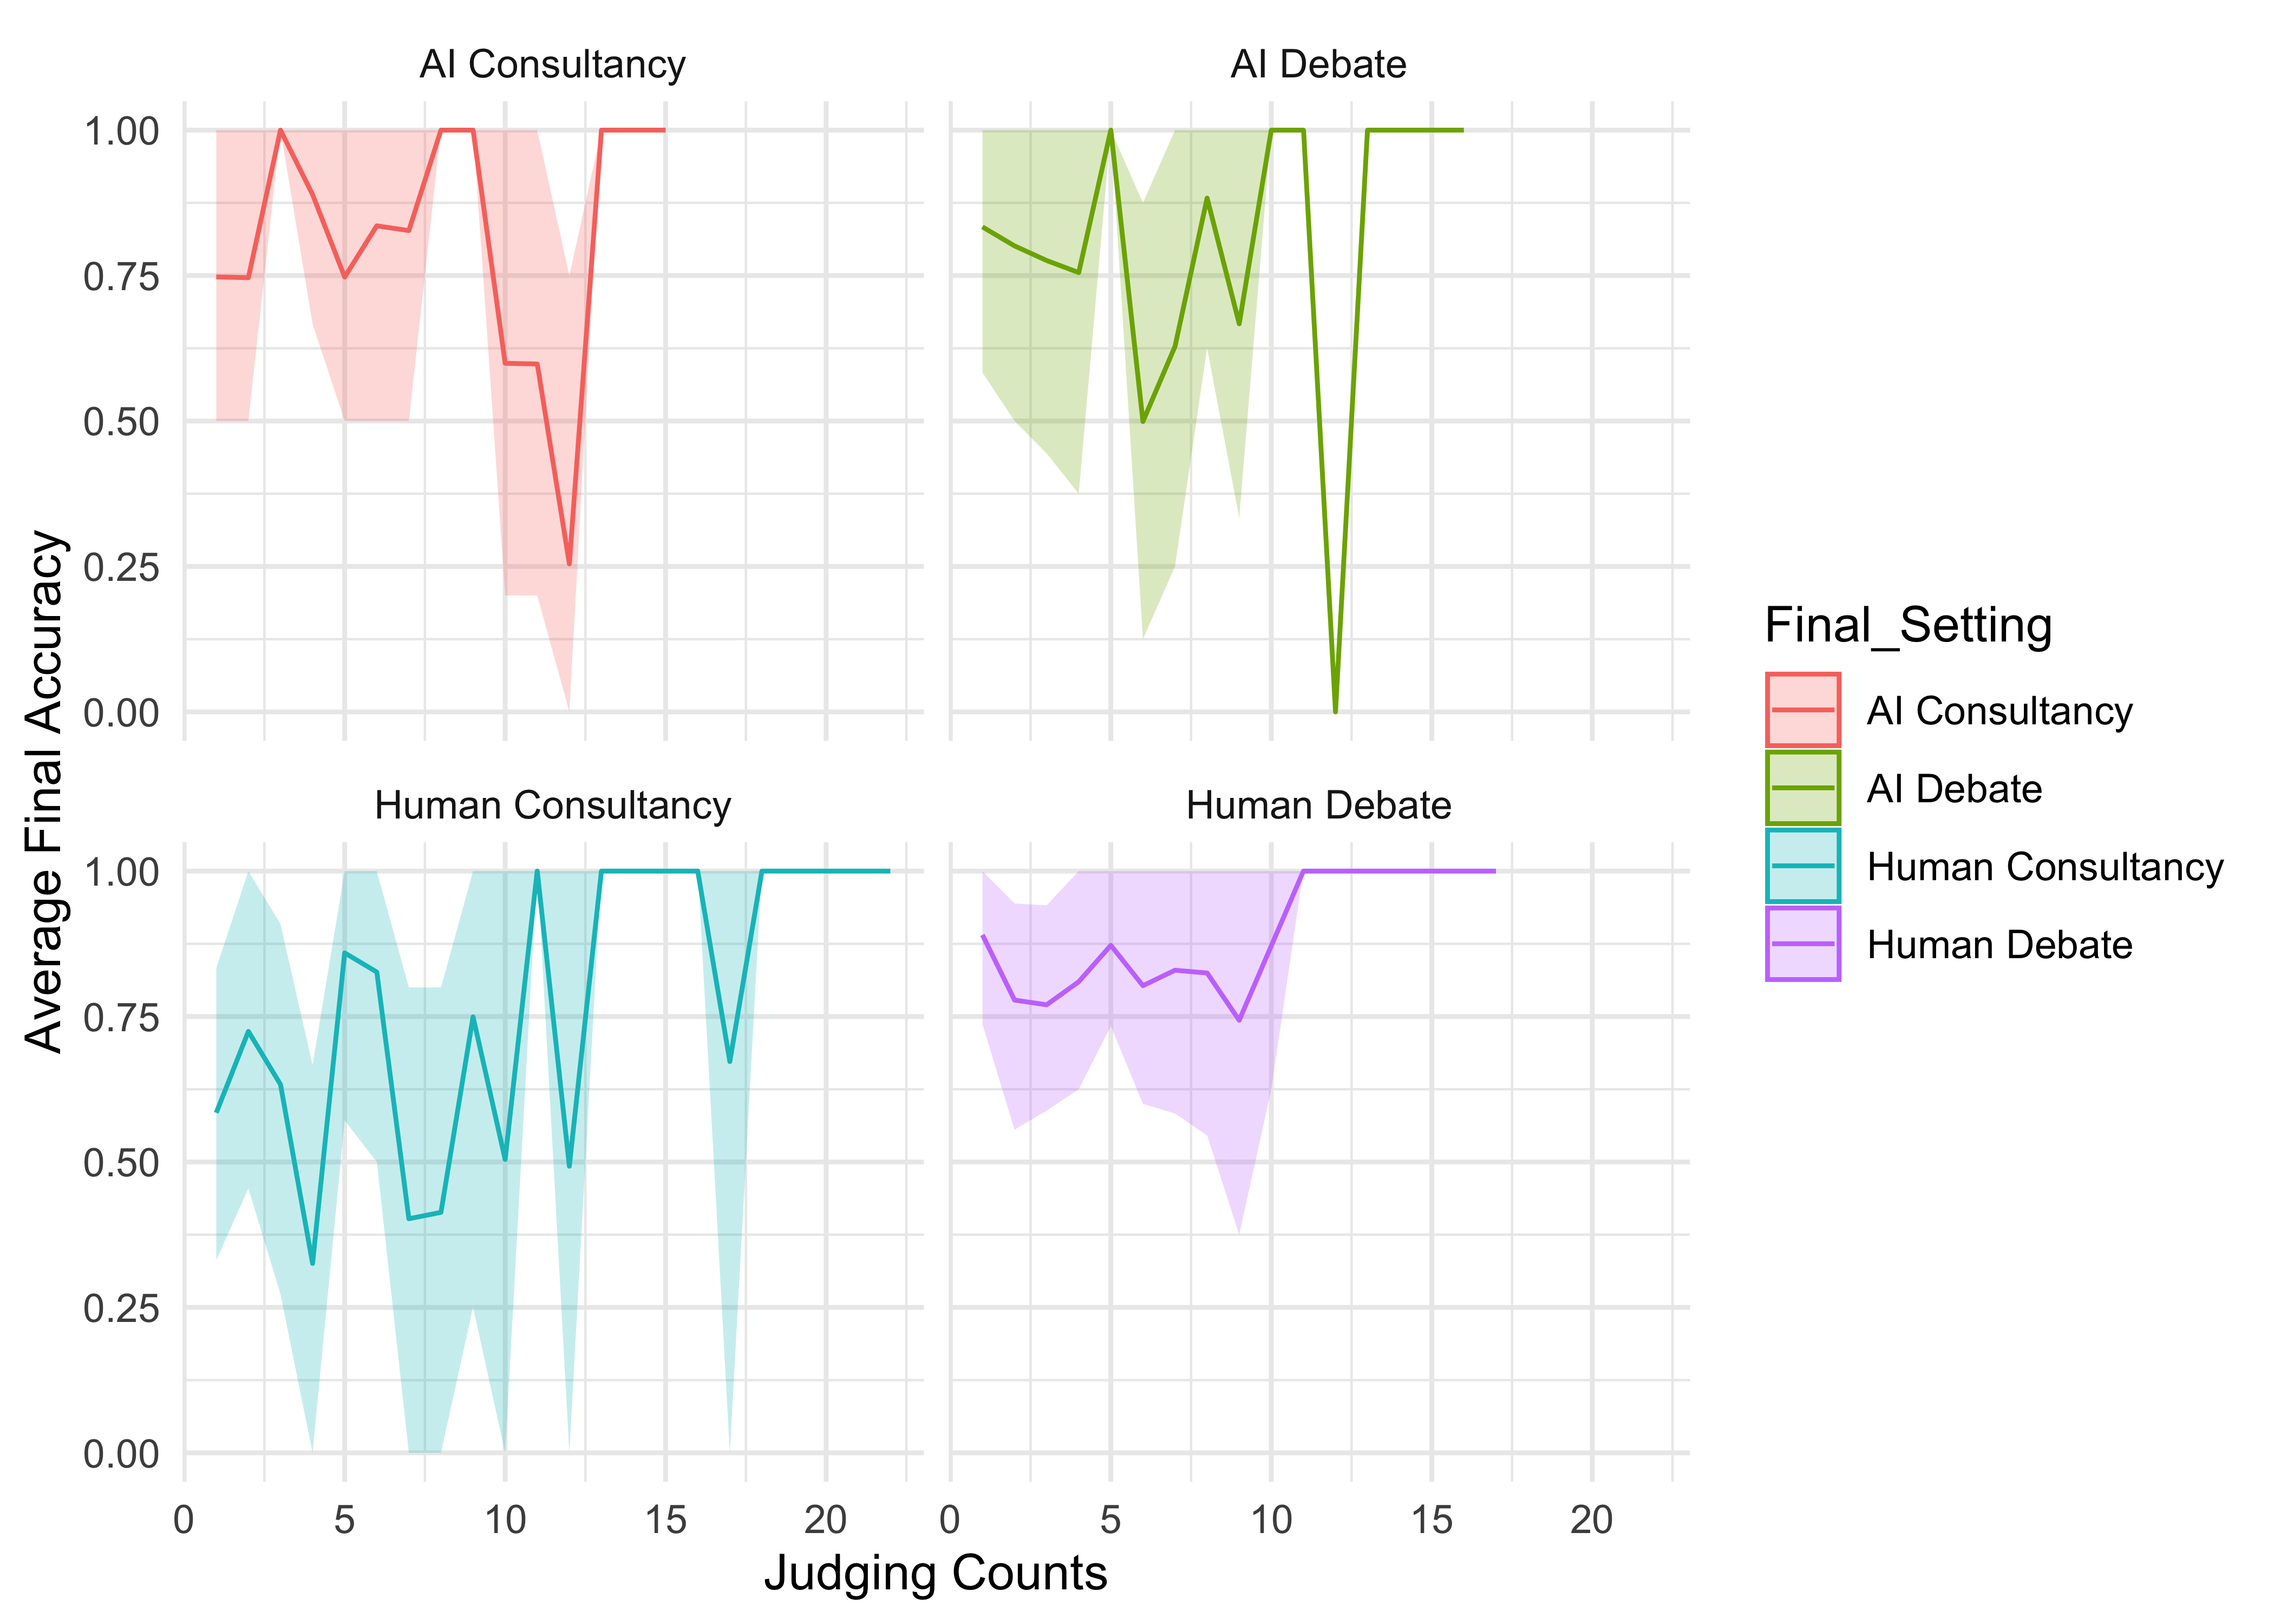 AI Consultancy
AI Debate
1.00
0.75
0.50
0.25
0.00
Human Consultancy
Human Debate
1.00
0.75
0.50
0.25
0.00
0 5 10 15 20
0 5 10 15 20
Judging Counts
Average Final Accuracy
Final_Setting
AI Consultancy
AI Debate
Human Consultancy
Human Debate